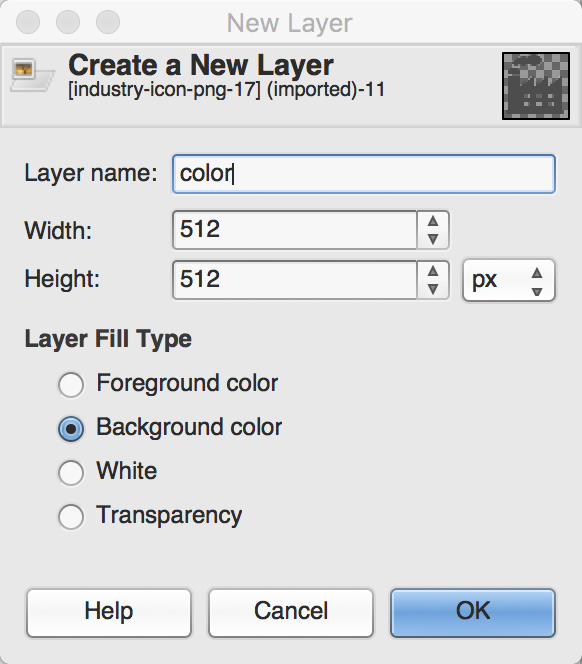 New Layer
Create a New Layer
[industry-icon-png-17] (imported)-11
Layer name: color
Width: 512
Height: 512 px
Layer Fill Type
Foreground color
Background color
White
Transparency
Help Cancel OK